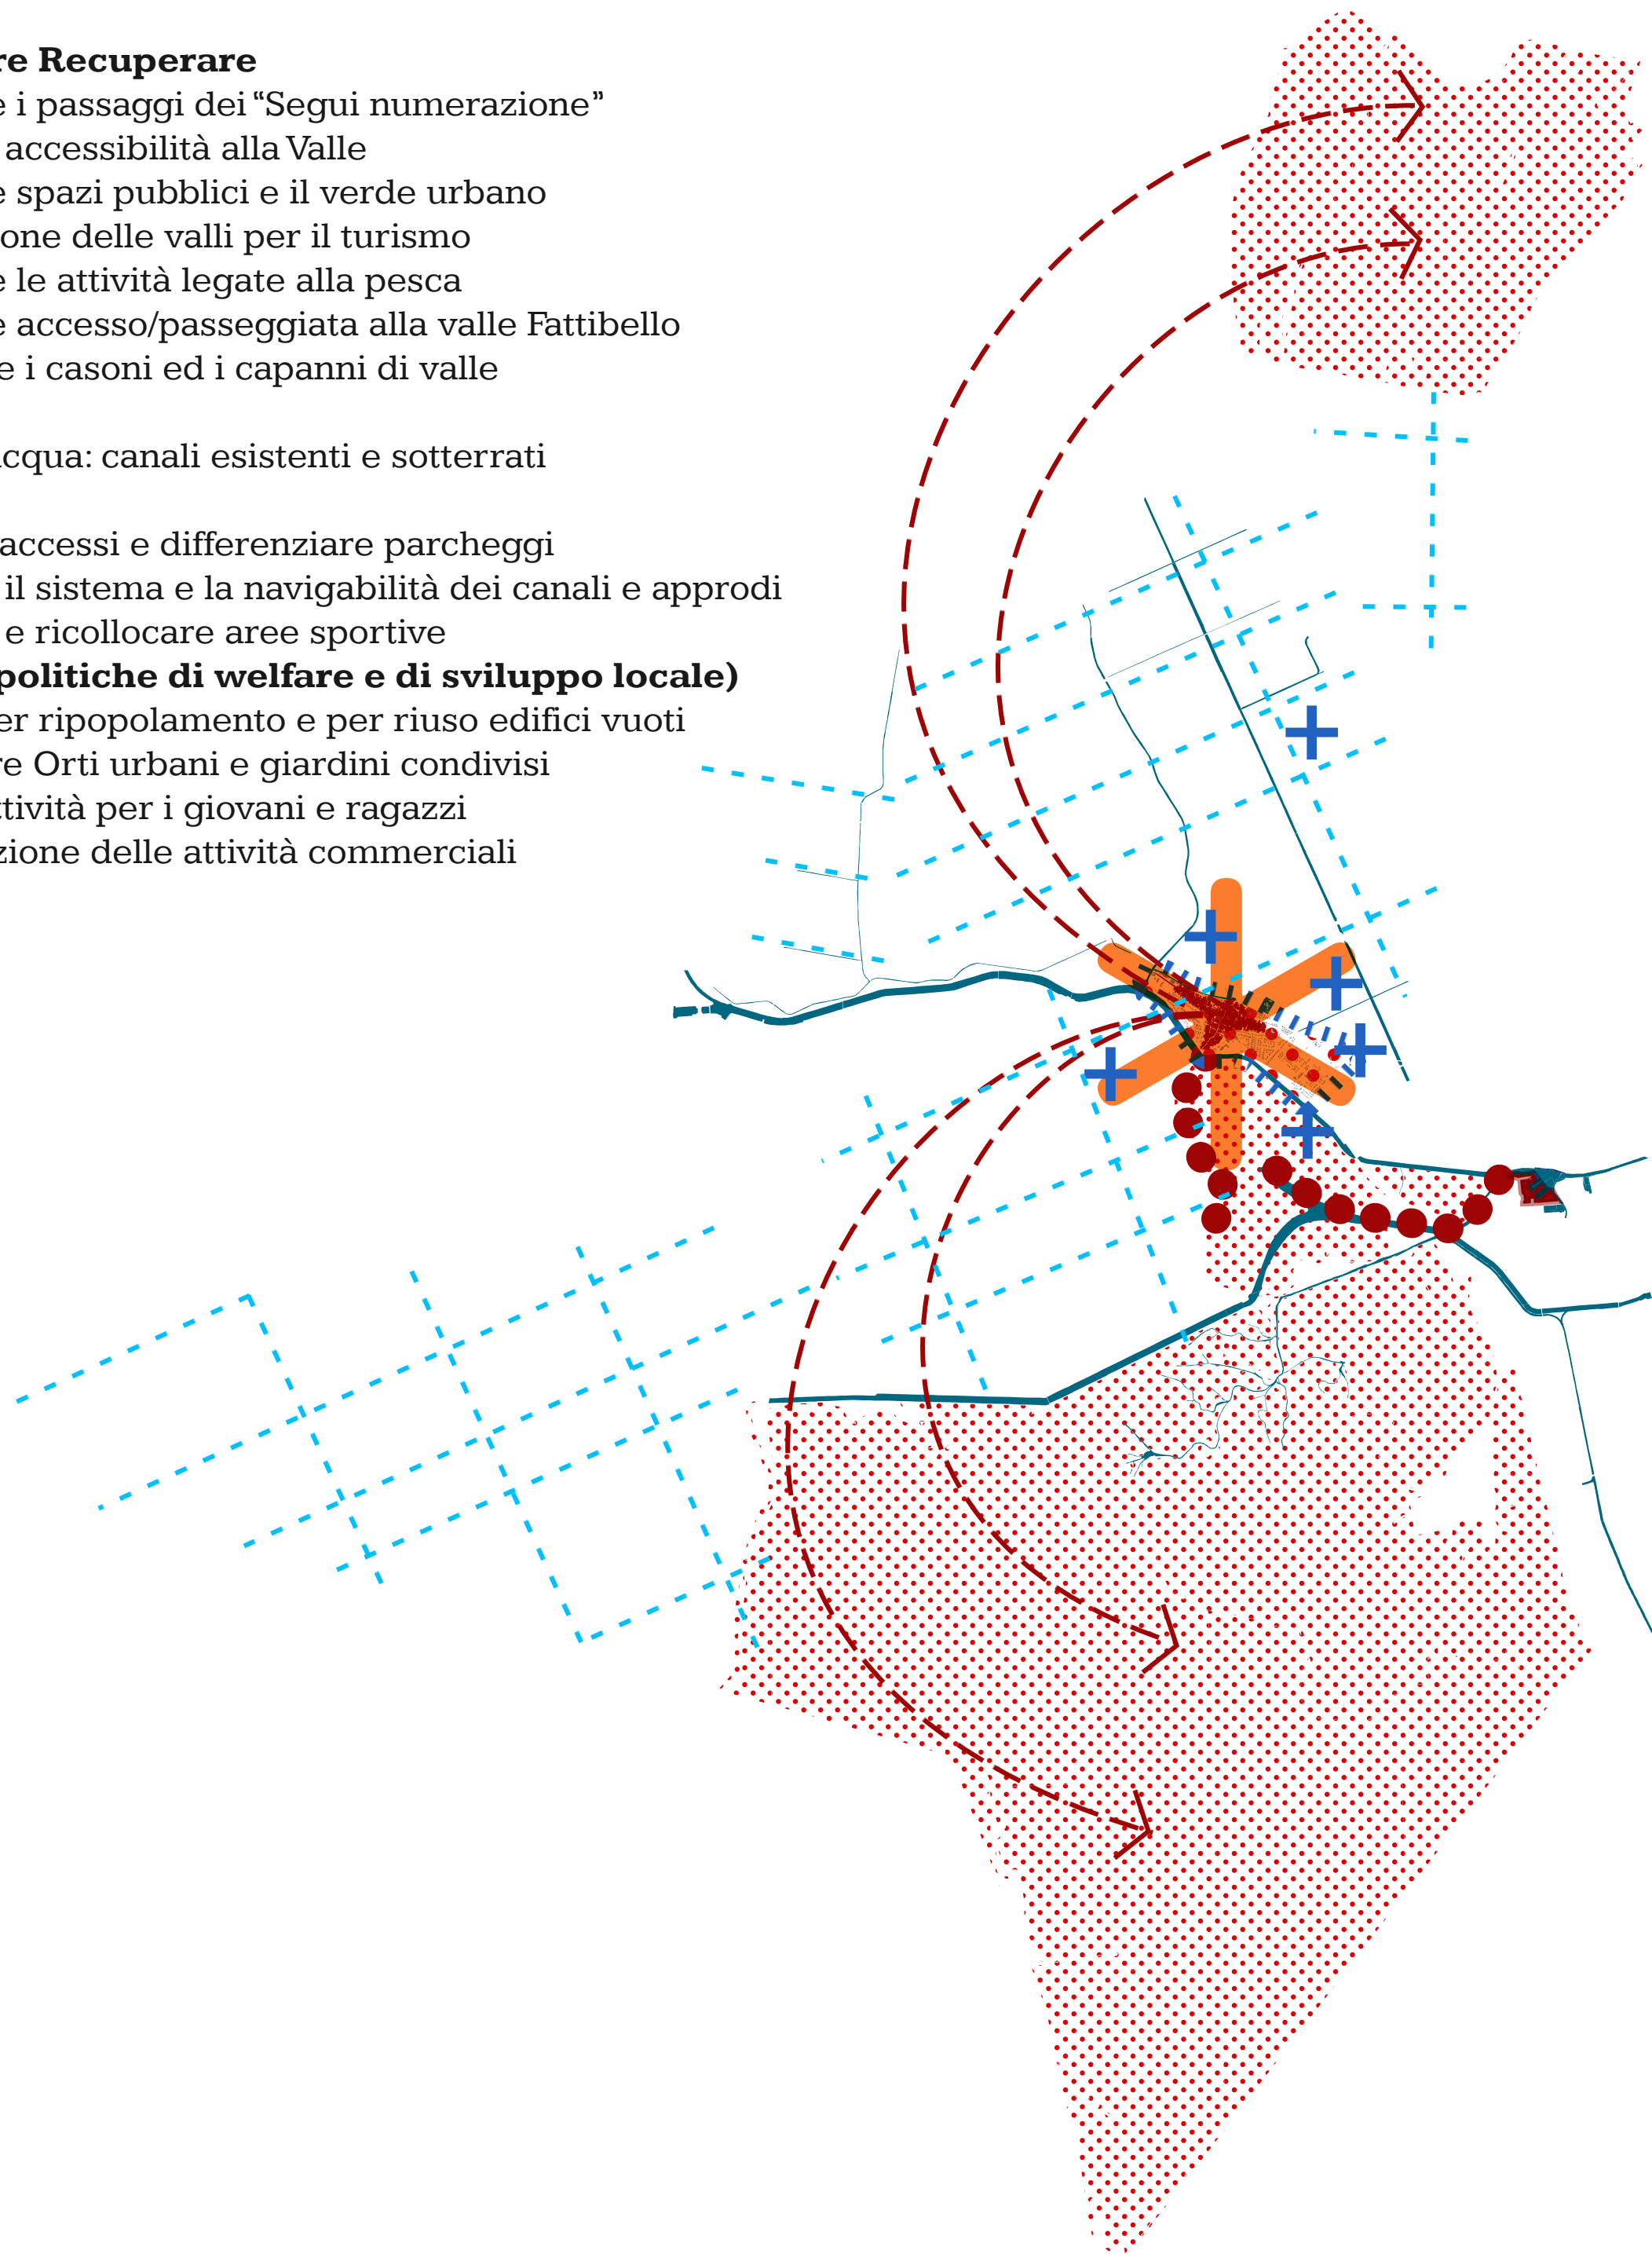 re Recuperare
e i passaggi dei “Segui numerazione”
accessibilità alla Valle
e spazi pubblici e il verde urbano
one delle valli per il turismo
e le attività legate alla pesca
e accesso/passeggiata alla valle Fattibello
e i casoni ed i capanni di valle
acqua: canali esistenti e sotterrati
accessi e differenziare parcheggi
il sistema e la navigabilità dei canali e approdi
e ricollocare aree sportive
politiche di welfare e di sviluppo locale)
er ripopolamento e per riuso edifici vuoti
re Orti urbani e giardini condivisi
ttività per i giovani e ragazzi
zione delle attività commerciali